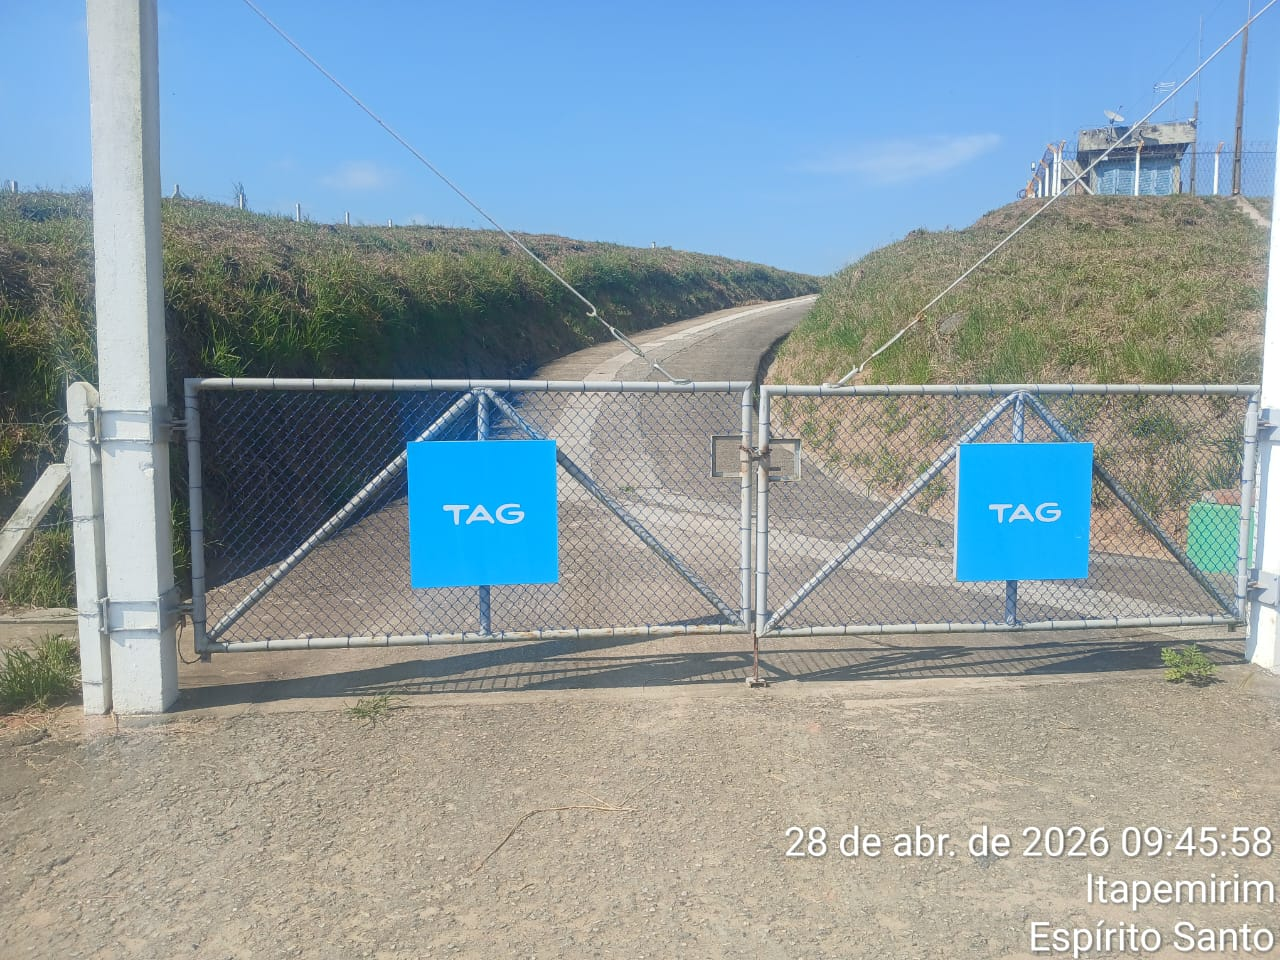 TAG
TAG
28 de abr. de 2026 09:45:58
Itapemirim
Espírito Santo